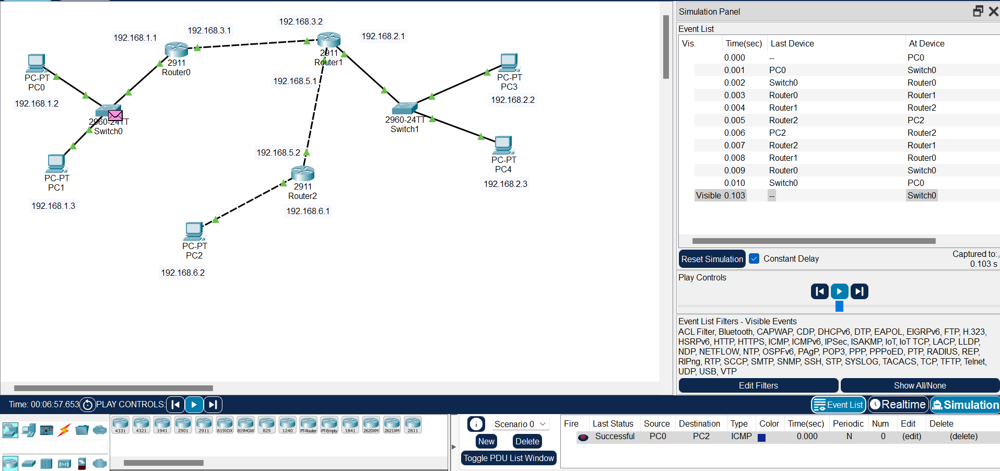 192.168.3.2
192.168.3.1
192.168.1.1
192.168.2.1
2911
Router0
2911
Router1
PC-PT
PC0
192.168.1.2
PC-PT
PC3
192.168.2.2
192.168.5.1
2960-24TT
Switch0
2960-24TT
Switch1
192.168.5.2
PC-PT
PC4
192.168.2.3
PC-PT
PC1
192.168.1.3
2911
Router2
192.168.6.1
PC-PT
PC2
192.168.6.2
Simulation Panel
Event List
Vis. Time(sec) Last Device At Device
0.000 -- PC0
0.001 PC0 Switch0
0.002 Switch0 Router0
0.003 Router0 Router1
0.004 Router1 Router2
0.005 Router2 PC2
0.006 PC2 Router2
0.007 Router2 Router1
0.008 Router1 Router0
0.009 Router0 Switch0
0.010 Switch0 PC0
Visible 0.103 -- Switch0
Reset Simulation Constant Delay
Captured to:
0.103 s
Play Controls
Event List Filters - Visible Events
ACL Filter, Bluetooth, CAPWAP, CDP, DHCPv6, DTP, EAPOL, EIGRPv6, FTP, H.323,
HSRPv6, HTTP, HTTPS, ICMP, ICMPv6, IPSec, ISAKMP, IoT, IoT TCP, LACP, LLDP,
NDP, NETFLOW, NTP, OSPFv6, PAgP, POP3, PPP, PPPoED, PTP, RADIUS, REP,
RIPng, RTP, SCCP, SMTP, SNMP, SSH, STP, SYSLOG, TACACS, TCP, TFTP, Telnet,
UDP, USB, VTP
Edit Filters Show All/None
Time: 00:06:57.653 PLAY CONTROLS:
Event List Realtime Simulation
4331 4321 1941 2901 2911 819IOX 819HGW 829 1240 PT-Router PT-Empty 1841 2620XM 2621XM 2811
Scenario 0
New Delete
Toggle PDU List Window
Fire Last Status Source Destination Type Color Time(sec) Periodic Num Edit Delete
Successful PC0 PC2 ICMP 0.000 N 0 (edit) (delete)